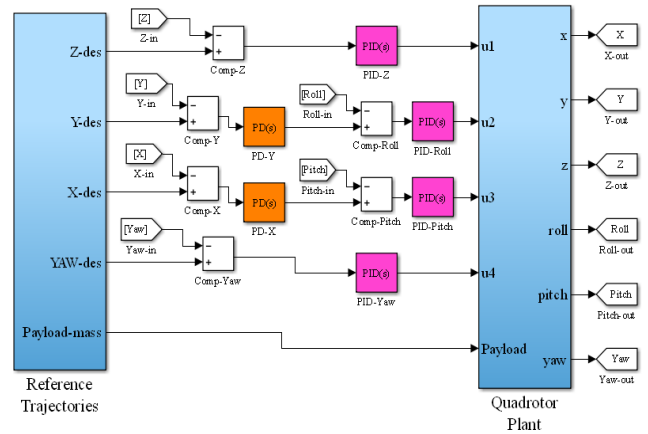 Z-des
Y-des
X-des
YAW-des
Payload-mass
Reference
Trajectories
[Z]
Z-in
Comp-Z
PID(s)
PID-Z
[Y]
Y-in
Comp-Y
PD(s)
PD-Y
[Roll]
Roll-in
Comp-Roll
PID(s)
PID-Roll
[X]
X-in
Comp-X
PD(s)
PD-X
[Pitch]
Pitch-in
Comp-Pitch
PID(s)
PID-Pitch
[Yaw]
Yaw-in
Comp-Yaw
PID(s)
PID-Yaw
u1
u2
u3
u4
Payload
x
y
z
roll
pitch
yaw
Quadrotor
Plant
X
X-out
Y
Y-out
Z
Z-out
Roll
Roll-out
Pitch
Pitch-out
Yaw
Yaw-out